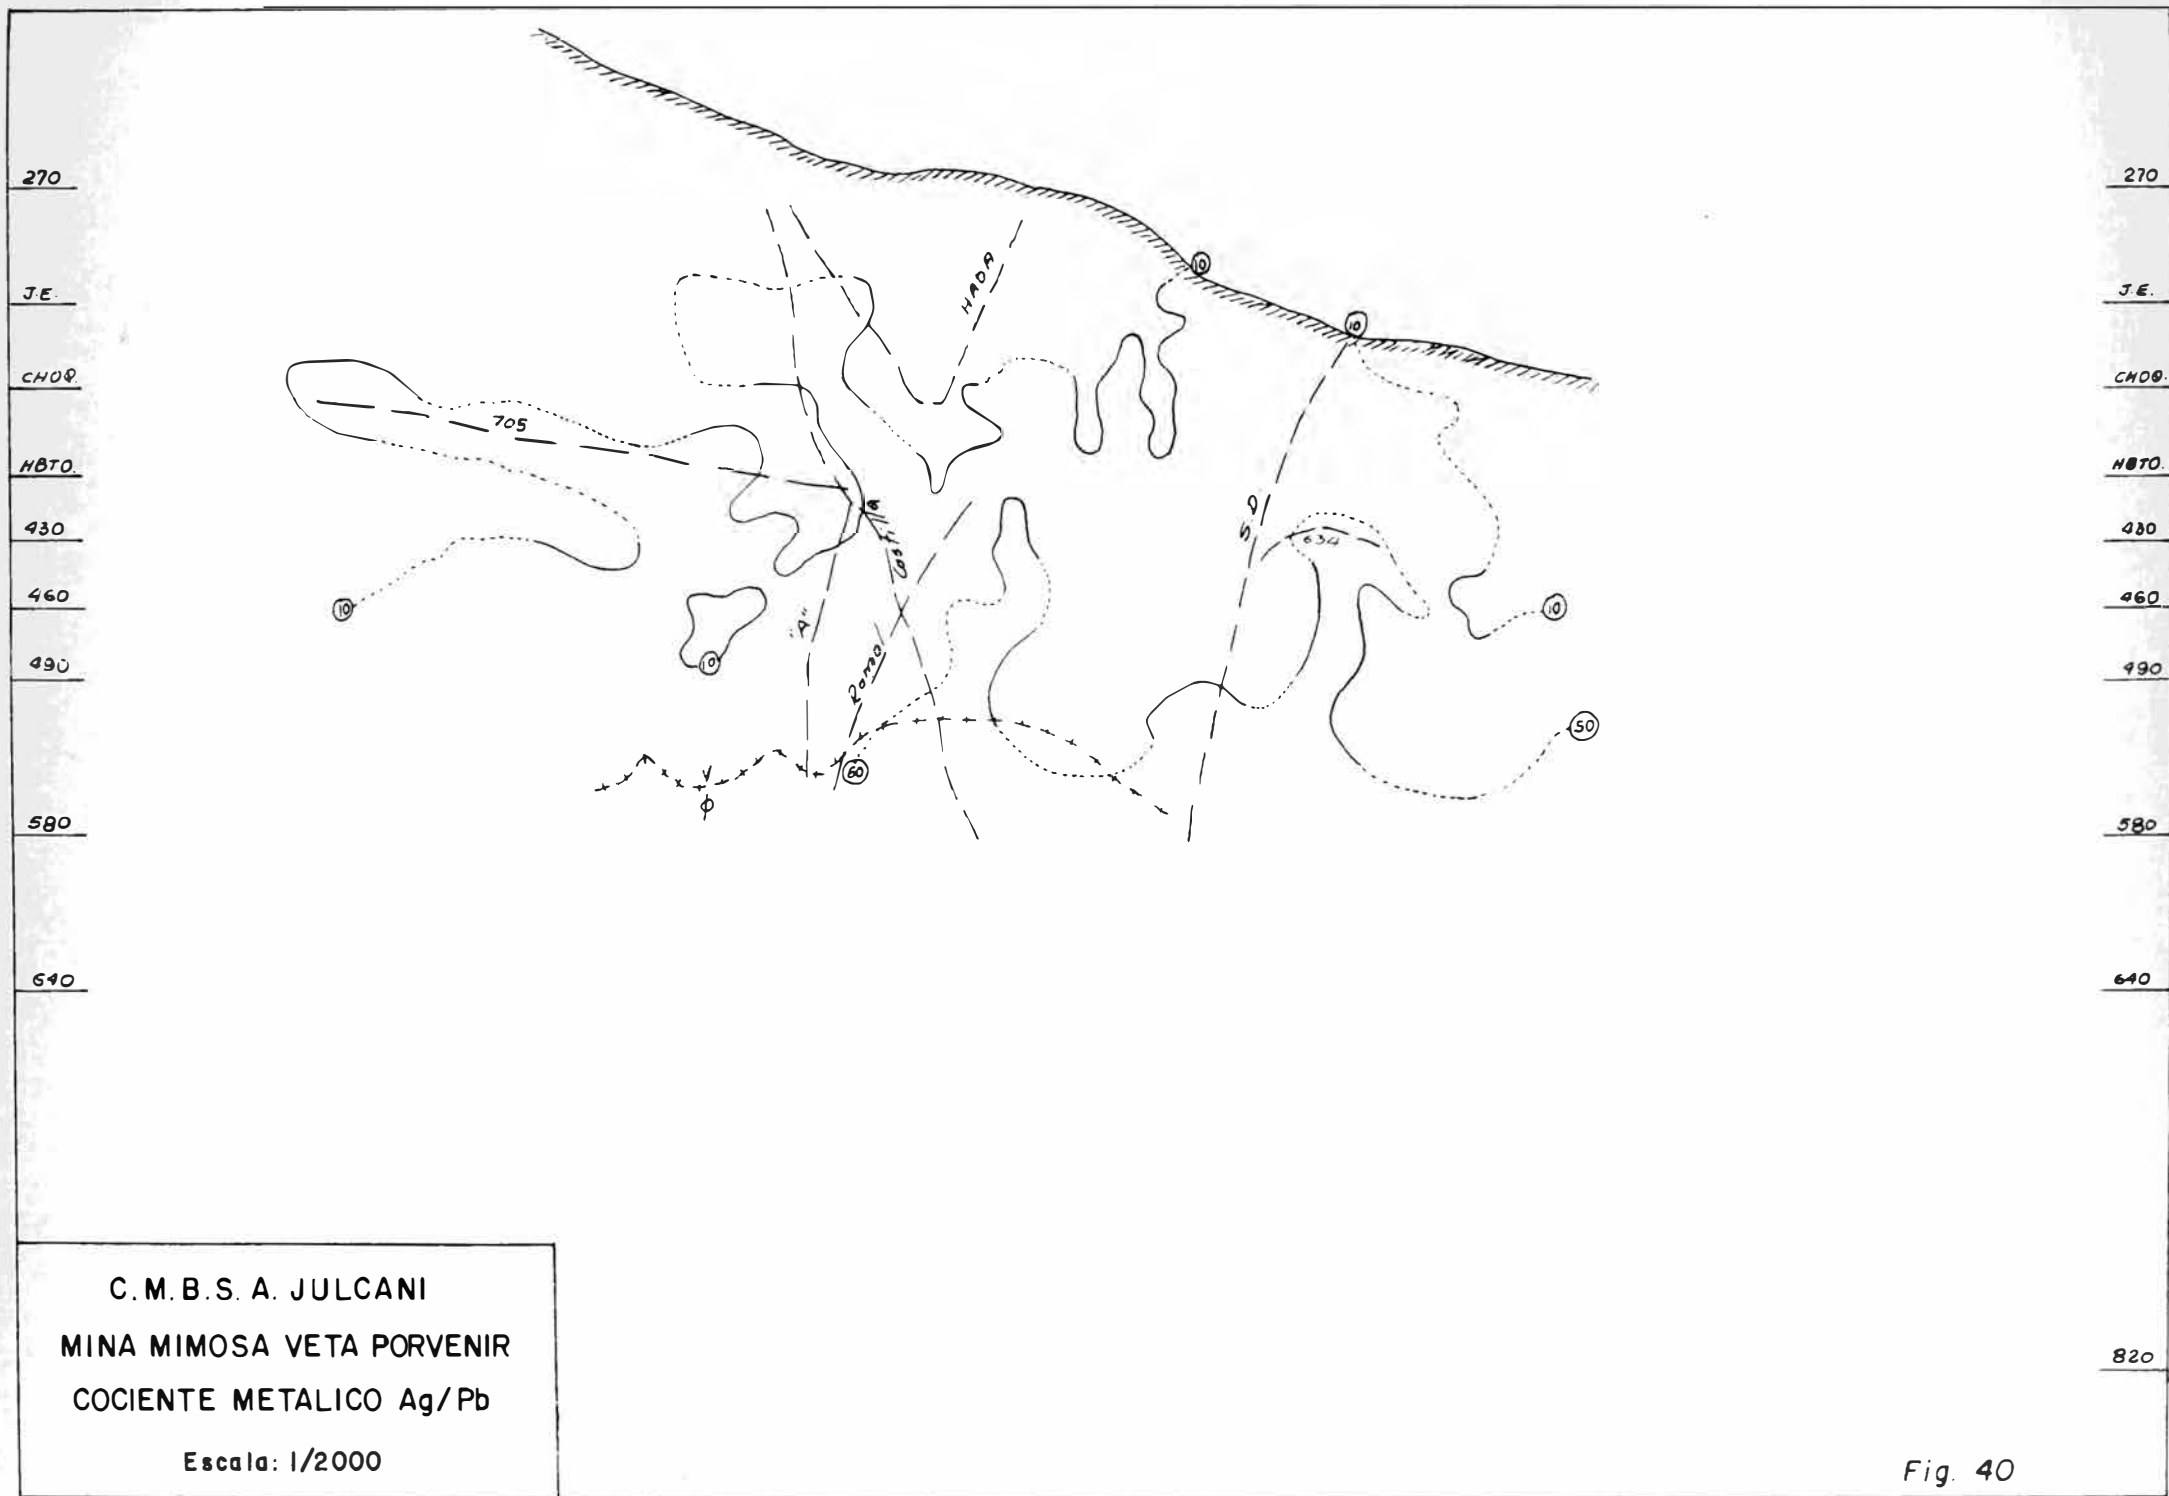 10
270
270
HADA
J.E.
J.E.
10
CHOQ.
CHOQ.
705
HBTO.
HBTO.
Costilla
S. D.
430
430
634
460
460
10
10
"A"
490
490
10
Ramo
50
60
580
580
640
640
820
C. M. B. S. A. JULCANI
MINA MIMOSA VETA PORVENIR
COCIENTE METALICO Ag/Pb
Escala: 1/2000
Fig. 40